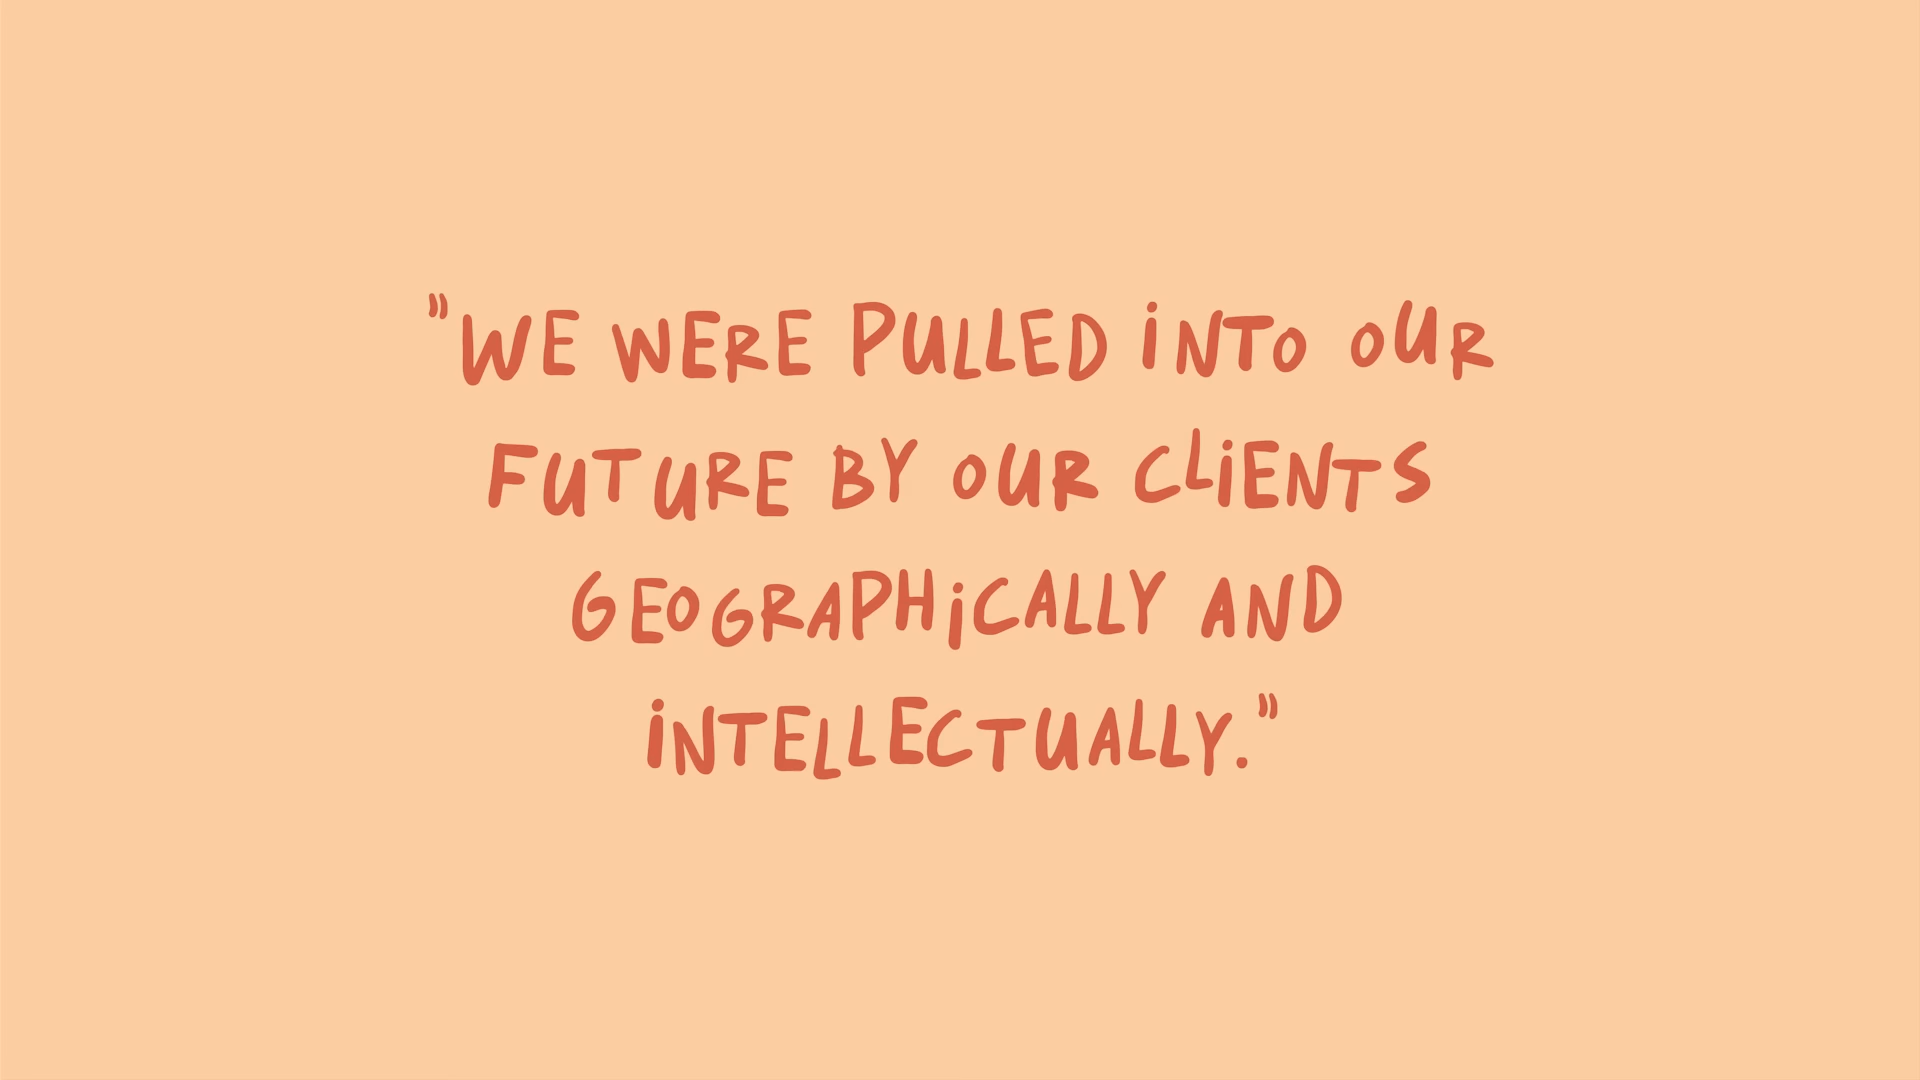 "WE WERE PULLED INTO OUR
FUTURE BY OUR CLIENTS
GEOGRAPHICALLY AND
INTELLECTUALLY."